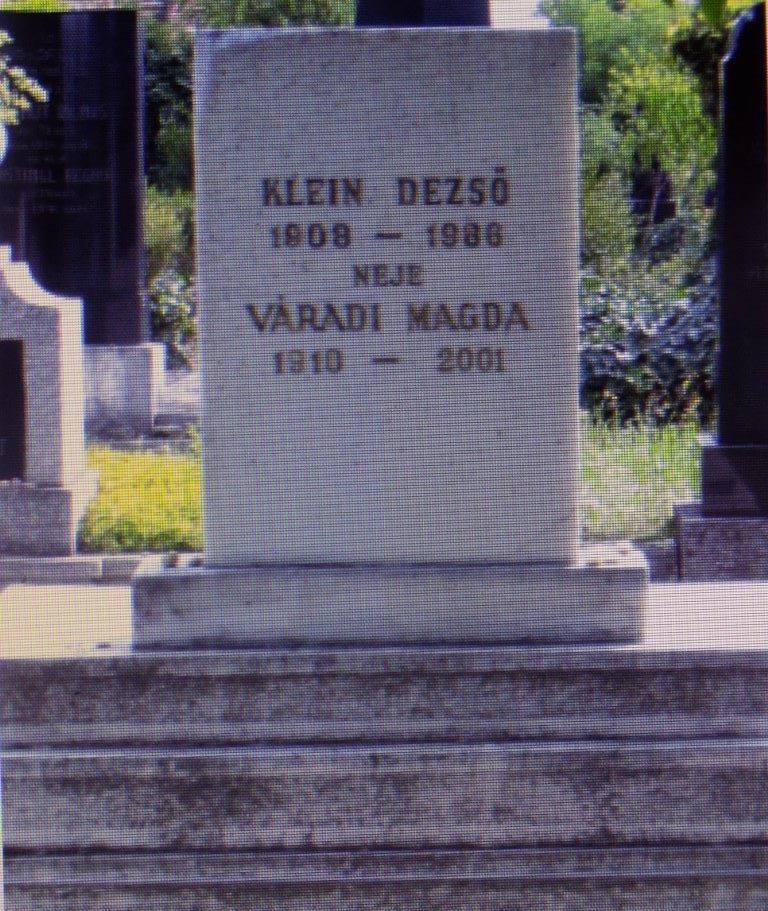 KLEIN DEZSŐ
1908 — 1986
NEJE
VÁRADI MAGDA
1910 — 2001